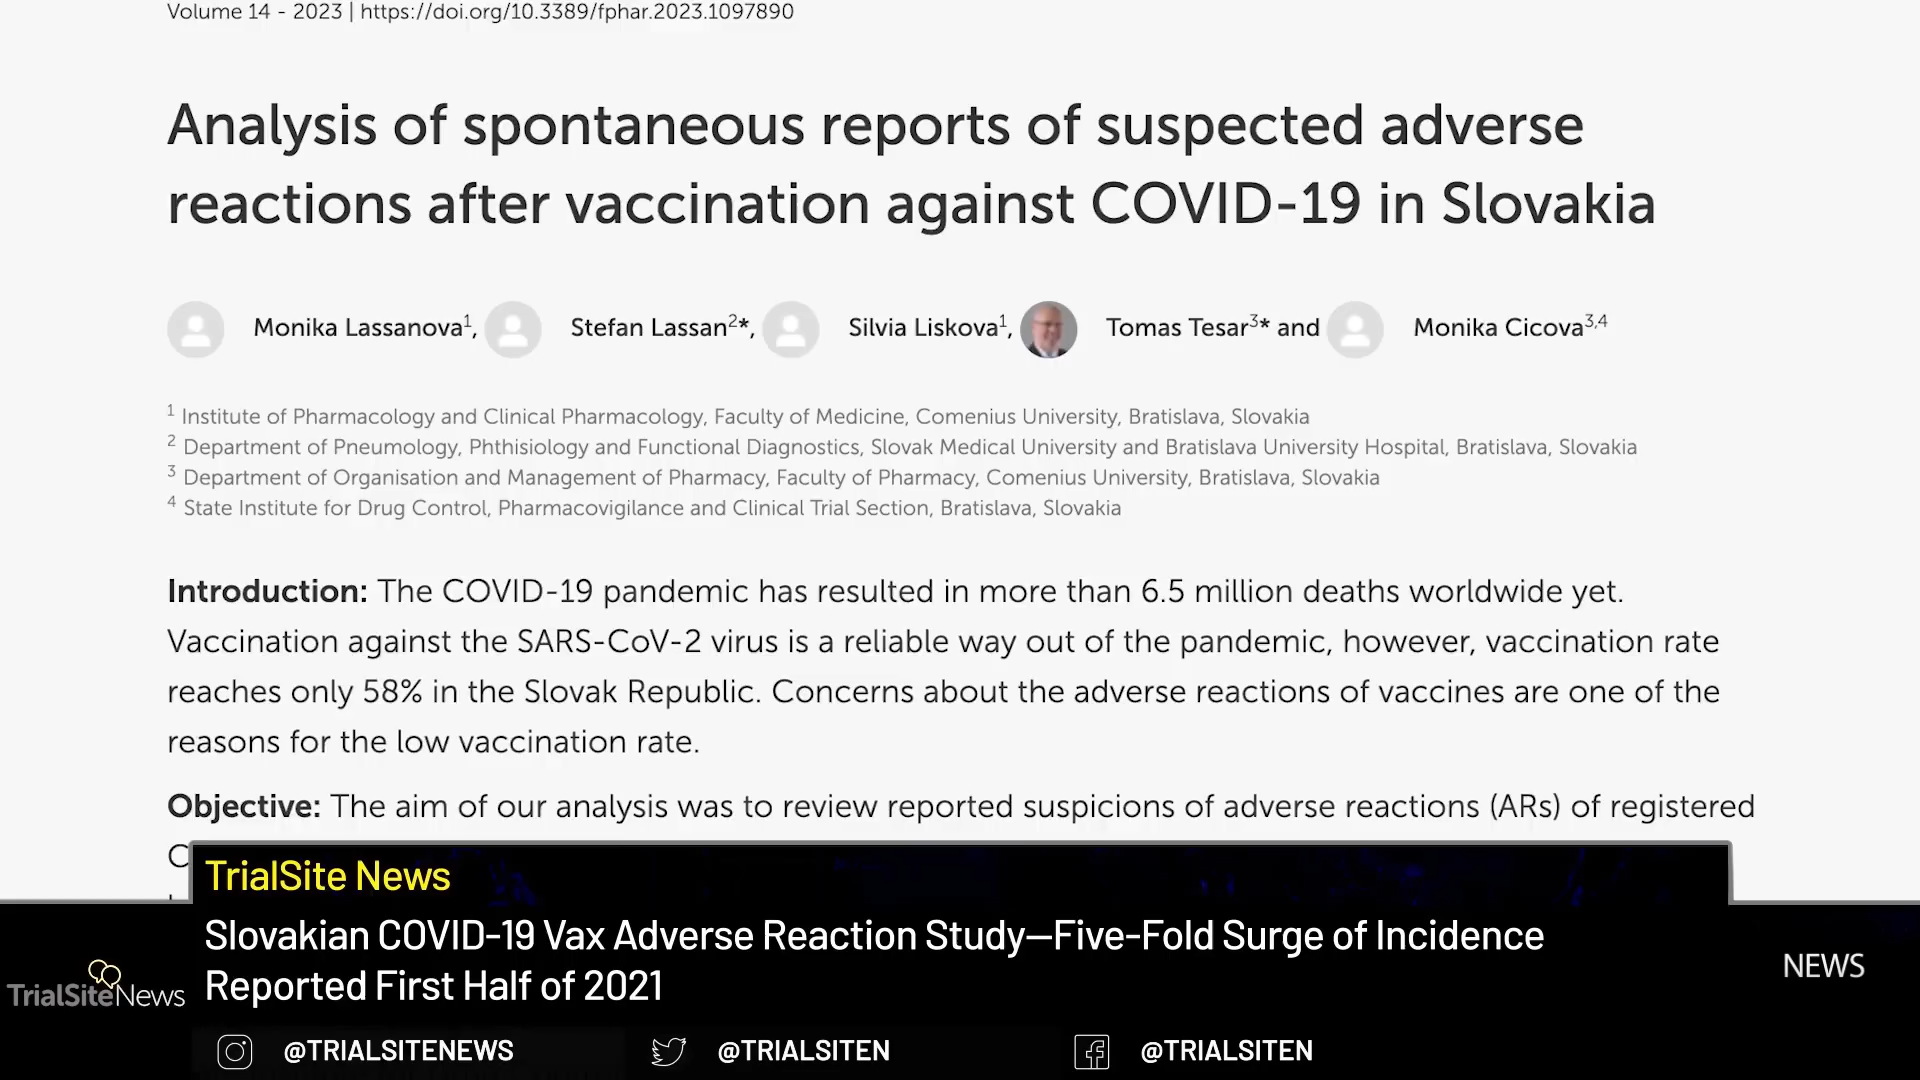 Volume 14 - 2023 | https://doi.org/10.3389/fphar.2023.1097890
Analysis of spontaneous reports of suspected adverse
reactions after vaccination against COVID-19 in Slovakia
Monika Lassanova1, Stefan Lassan2*, Silvia Liskova1, Tomas Tesar3* and Monika Cicova3,4
1 Institute of Pharmacology and Clinical Pharmacology, Faculty of Medicine, Comenius University, Bratislava, Slovakia
2 Department of Pneumology, Phthisiology and Functional Diagnostics, Slovak Medical University and Bratislava University Hospital, Bratislava, Slovakia
3 Department of Organisation and Management of Pharmacy, Faculty of Pharmacy, Comenius University, Bratislava, Slovakia
4 State Institute for Drug Control, Pharmacovigilance and Clinical Trial Section, Bratislava, Slovakia
Introduction: The COVID-19 pandemic has resulted in more than 6.5 million deaths worldwide yet.
Vaccination against the SARS-CoV-2 virus is a reliable way out of the pandemic, however, vaccination rate
reaches only 58% in the Slovak Republic. Concerns about the adverse reactions of vaccines are one of the
reasons for the low vaccination rate.
Objective: The aim of our analysis was to review reported suspicions of adverse reactions (ARs) of registered
TrialSite News
Slovakian COVID-19 Vax Adverse Reaction Study—Five-Fold Surge of Incidence
Reported First Half of 2021
TrialSiteNews
NEWS
@TRIALSITENEWS @TRIALSITEN @TRIALSITEN